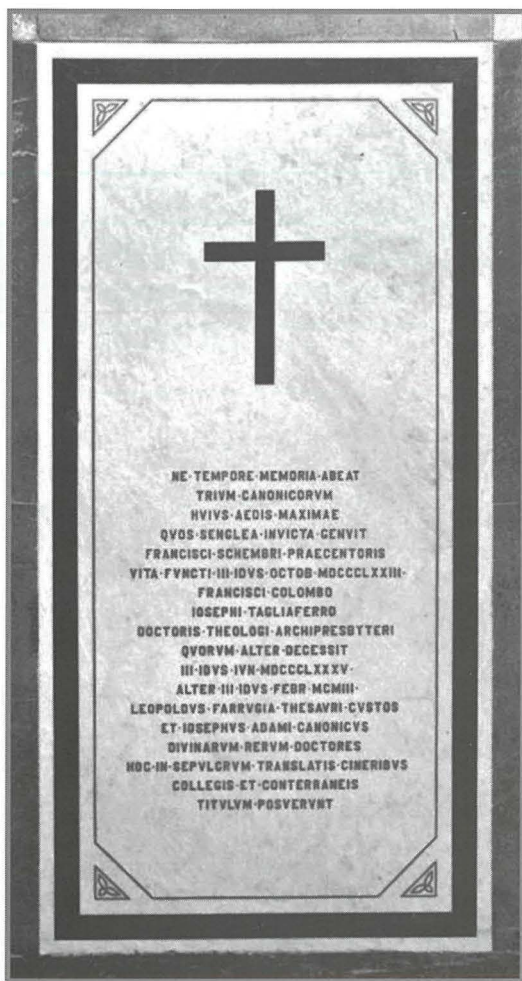 NE·TEMPORE·MEMORIA·ABEAT
TRIVM·CANONICORVM
HVIVS·AEDIS·MAXIMAE
QVOS·SENGLEA·INVICTA·GENVIT
FRANCISCI·SCHEMBRI·PRAECENTORIS
VITA·FVNCTI·III·IDVS·OCTOB·MDCCCLXXIII·
FRANCISCI·COLOMBO
IOSEPHI·TAGLIAFERRO
DOCTORIS·THEOLOGI·ARCHIPRESBYTERI
QVORVM·ALTER·DECESSIT
III·IDVS·IVN·MDCCCLXXXV·
ALTER·III·IDVS·FEBR·MCMIII·
LEOPOLDVS·FARRVGIA·THESAVRI·CVSTOS
ET·IOSEPHVS·ADAMI·CANONICVS
DIVINARVM·RERVM·DOCTORES
HOC·IN·SEPVLCRVM·TRANSLATIS·CINERIBVS
COLLEGIS·ET·CONTERRANEIS
TITVLVM·POSVERVNT